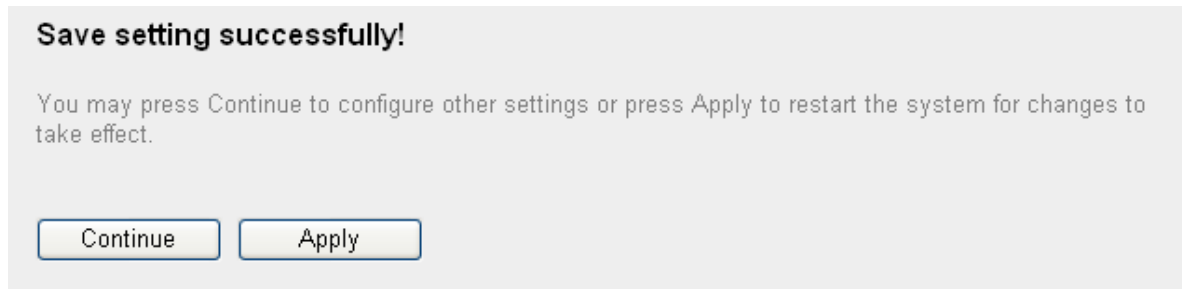 Save setting successfully!
You may press Continue to configure other settings or press Apply to restart the system for changes to
take effect.
Continue Apply